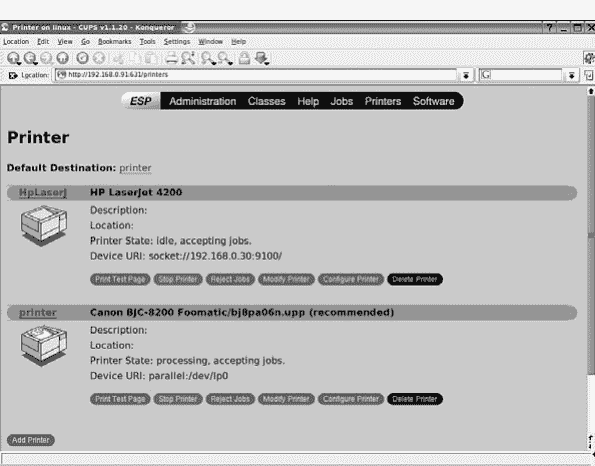 Printer on linux - CUPS v1.1.20 - Konqueror
Location Edit View Go Bookmarks Tools Settings Window Help
Location: http://192.168.0.91:631/printers
ESP Administration Classes Help Jobs Printers Software
Printer
Default Destination: printer
HpLaserJ HP LaserJet 4200
Description:
Location:
Printer State: idle, accepting jobs.
Device URI: socket://192.168.0.30:9100/
Print Test Page Stop Printer Reject Jobs Modify Printer Configure Printer Delete Printer
printer Canon BJC-8200 Foomatic/bj8pa06n.upp (recommended)
Description:
Location:
Printer State: processing, accepting jobs.
Device URI: parallel:/dev/lp0
Print Test Page Stop Printer Reject Jobs Modify Printer Configure Printer Delete Printer
Add Printer